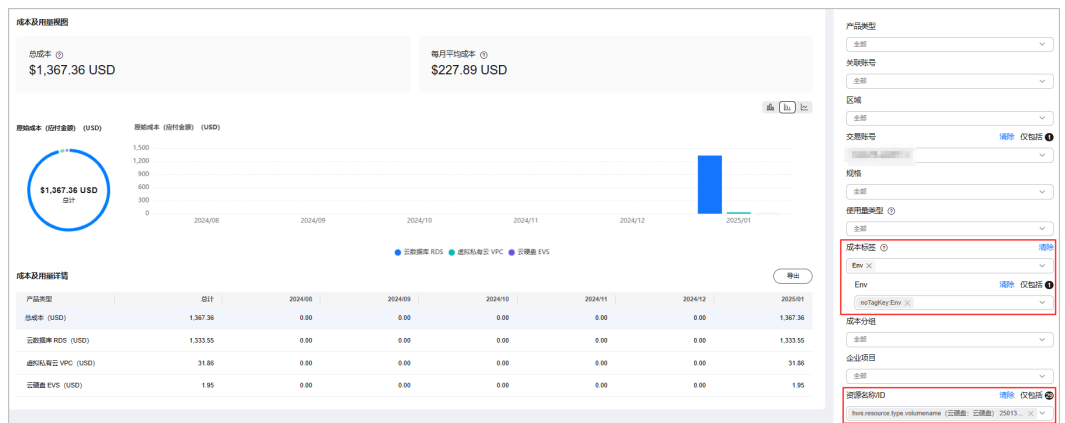 成本及用量视图
总成本
$1,367.36 USD
每月平均成本
$227.89 USD
原始成本（应付金额）（USD）
$1,367.36 USD
总计
原始成本（应付金额）（USD）
1,500
1,200
900
600
300
0
2024/08 2024/09 2024/10 2024/11 2024/12 2025/01
云数据库 RDS 虚拟私有云 VPC 云硬盘 EVS
成本及用量详情
导出
产品类型 总计 2024/08 2024/09 2024/10 2024/11 2024/12 2025/01
总成本（USD） 1,367.36 0.00 0.00 0.00 0.00 0.00 1,367.36
云数据库 RDS（USD） 1,333.55 0.00 0.00 0.00 0.00 0.00 1,333.55
虚拟私有云 VPC（USD） 31.86 0.00 0.00 0.00 0.00 0.00 31.86
云硬盘 EVS（USD） 1.95 0.00 0.00 0.00 0.00 0.00 1.95
产品类型
全部
关联账号
全部
区域
全部
交易账号 清除 仅包括 1
规格
全部
使用量类型
全部
成本标签 清除
Env ×
Env 清除 仅包括 1
noTagKey:Env ×
成本分组
全部
企业项目
全部
资源名称/ID 清除 仅包括 20
hws.resource.type.volumename（云硬盘：云硬盘）25013... ×